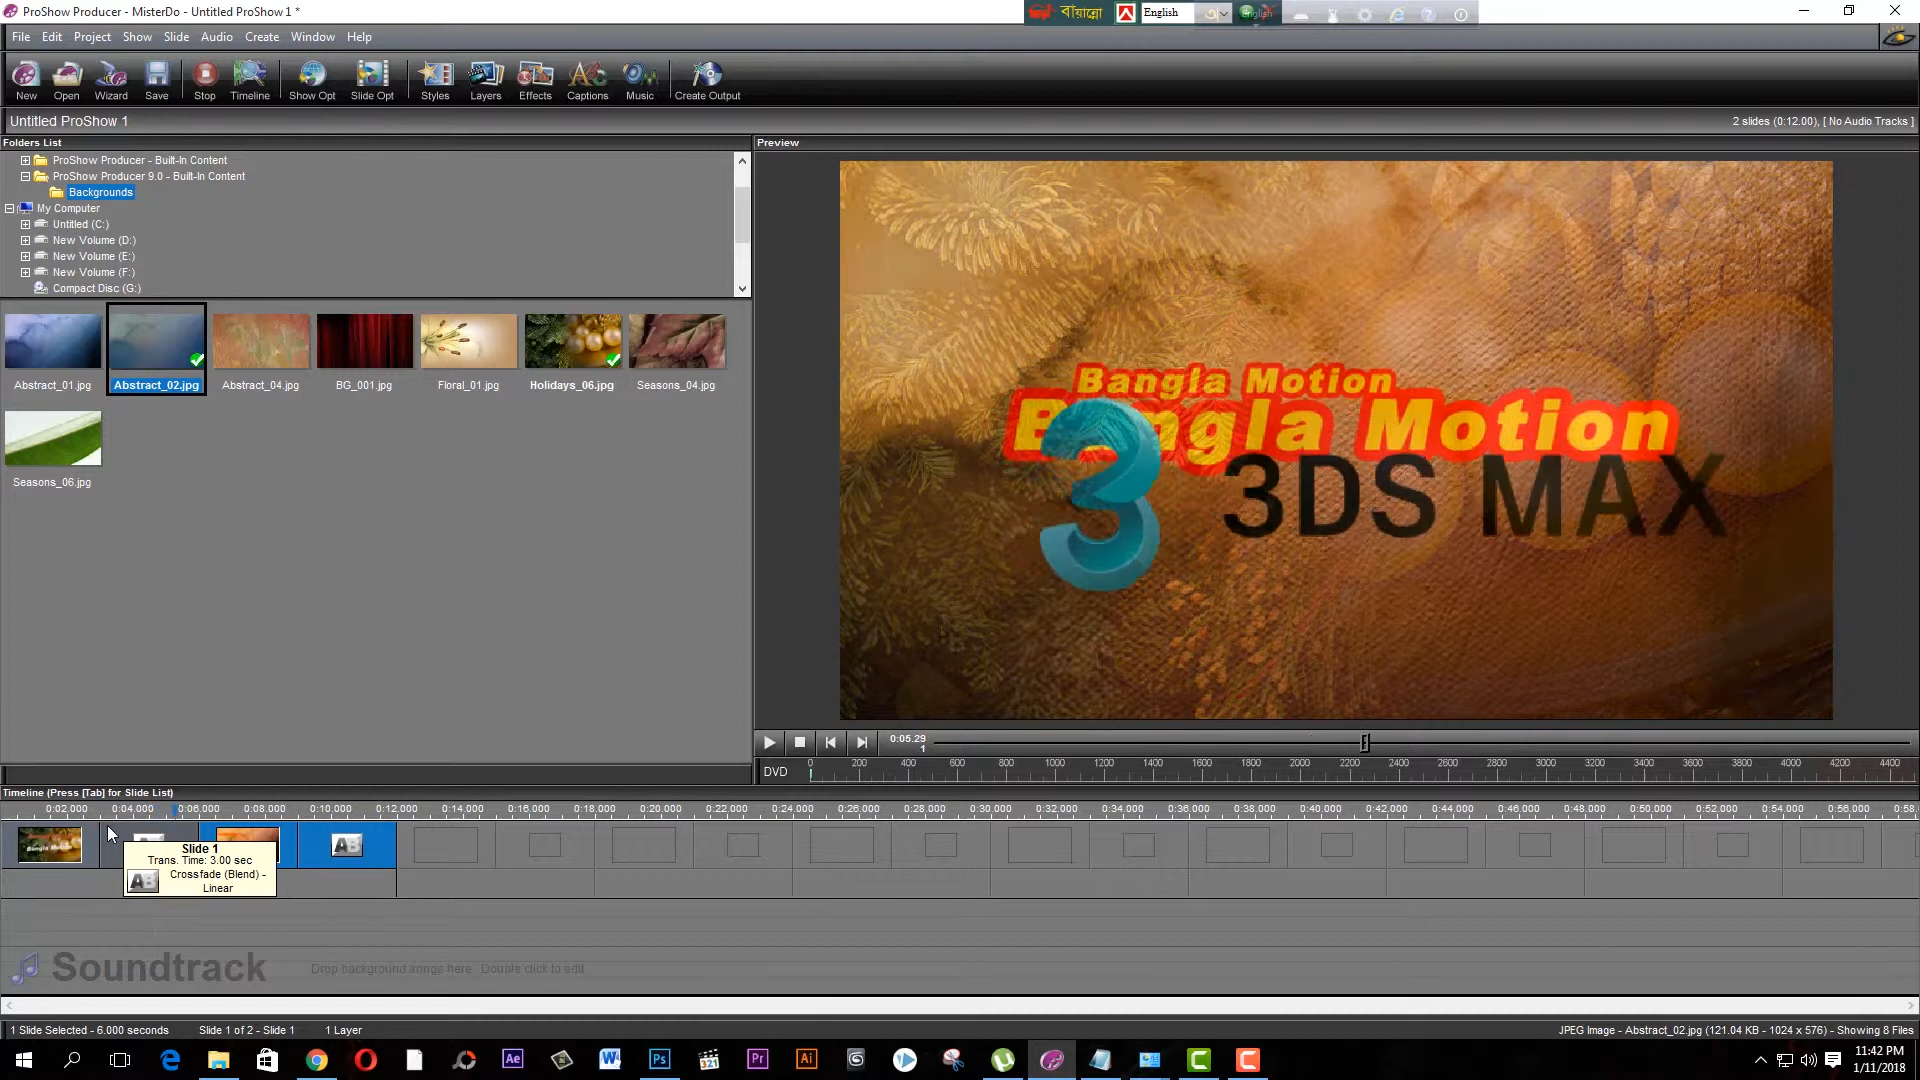 ProShow Producer - MisterDo - Untitled ProShow 1 *
বায়ান্নো
English
English
File Edit Project Show Slide Audio Create Window Help
New Open Wizard Save Stop Timeline Show Opt Slide Opt Styles Layers Effects Captions Music Create Output
Untitled ProShow 1
2 slides (0:12.00), [ No Audio Tracks ]
Folders List
Preview
ProShow Producer - Built-In Content
ProShow Producer 9.0 - Built-In Content
Backgrounds
My Computer
Untitled (C:)
New Volume (D:)
New Volume (E:)
New Volume (F:)
Compact Disc (G:)
Abstract_01.jpg Abstract_02.jpg Abstract_04.jpg BG_001.jpg Floral_01.jpg Holidays_06.jpg Seasons_04.jpg
Seasons_06.jpg
Bangla Motion
Bangla Motion
3DS MAX
0:05.29
1
DVD 0 200 400 600 800 1000 1200 1400 1600 1800 2000 2200 2400 2600 2800 3000 3200 3400 3600 3800 4000 4200 4400
Timeline (Press [Tab] for Slide List)
0:02.000 0:04.000 0:06.000 0:08.000 0:10.000 0:12.000 0:14.000 0:16.000 0:18.000 0:20.000 0:22.000 0:24.000 0:26.000 0:28.000 0:30.000 0:32.000 0:34.000 0:36.000 0:38.000 0:40.000 0:42.000 0:44.000 0:46.000 0:48.000 0:50.000 0:52.000 0:54.000 0:56.000 0:58.
Bangla Motion
AB
Slide 1
Trans. Time: 3.00 sec
AB
Crossfade (Blend) -
Linear
Soundtrack
Drop background songs here Double click to edit
1 Slide Selected - 6.000 seconds
Slide 1 of 2 - Slide 1
1 Layer
JPEG Image - Abstract_02.jpg (121.04 KB - 1024 x 576) - Showing 8 Files
Ae
W
Ps
321
Pr
Ai
11:42 PM
1/11/2018